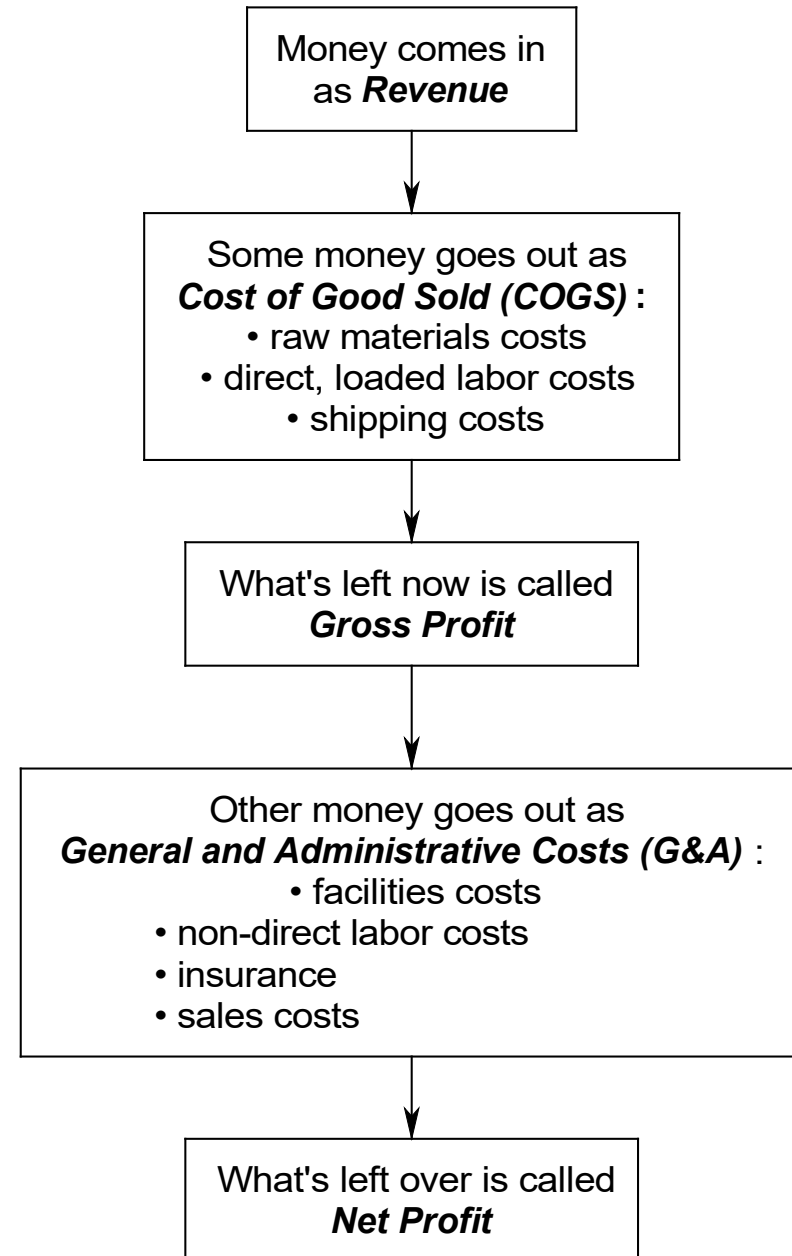 Money comes in
as Revenue
Some money goes out as
Cost of Good Sold (COGS) :
• raw materials costs
• direct, loaded labor costs
• shipping costs
What's left now is called
Gross Profit
Other money goes out as
General and Administrative Costs (G&A) :
• facilities costs
• non-direct labor costs
• insurance
• sales costs
What's left over is called
Net Profit